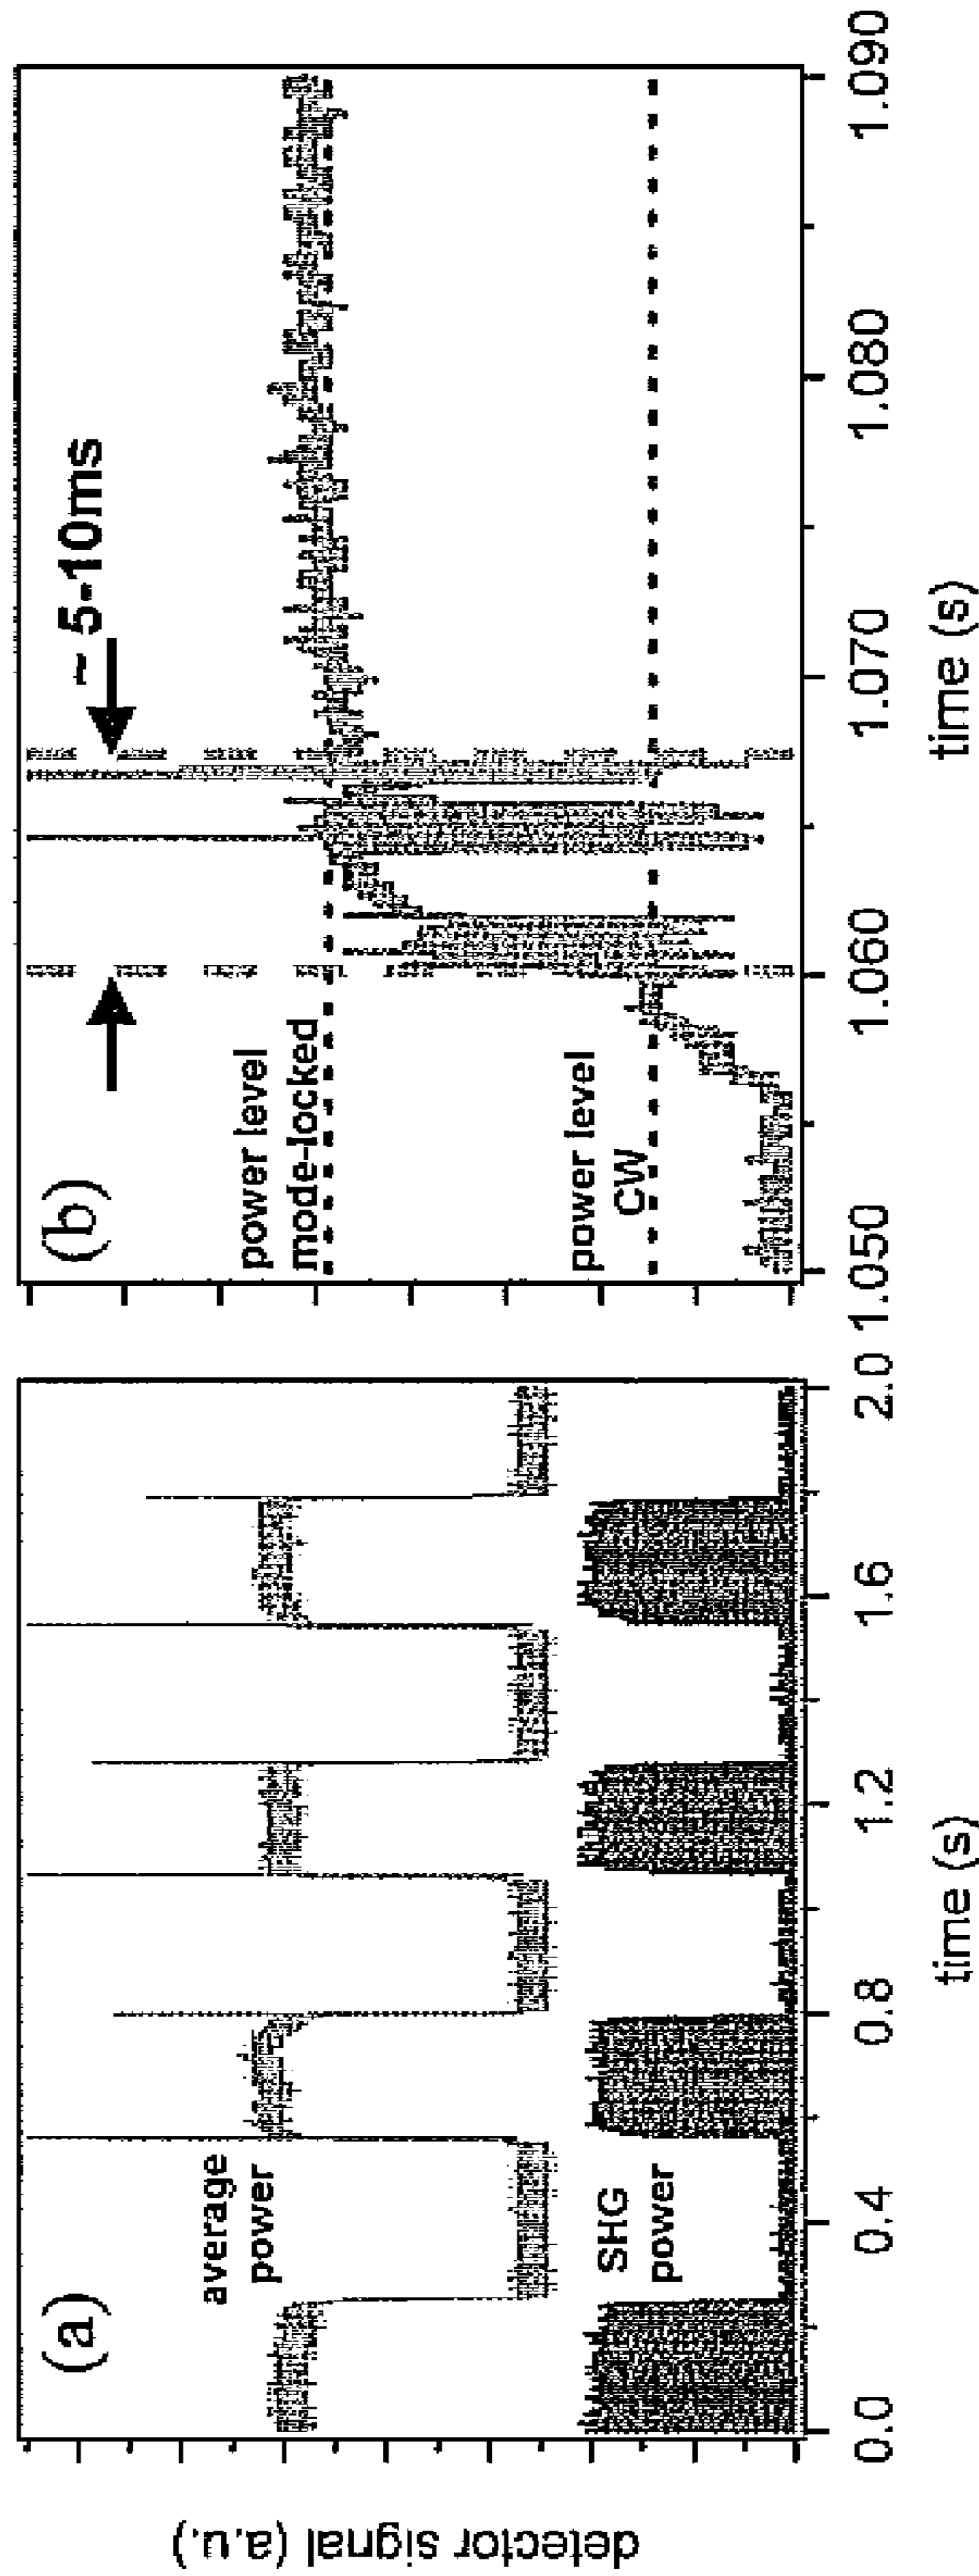 (a)
average
power
SHG
power
detector signal (a.u.)
0.0 0.4 0.8 1.2 1.6 2.0
time (s)
(b)
~ 5-10ms
power level
mode-locked
power level
CW
1.050 1.060 1.070 1.080 1.090
time (s)